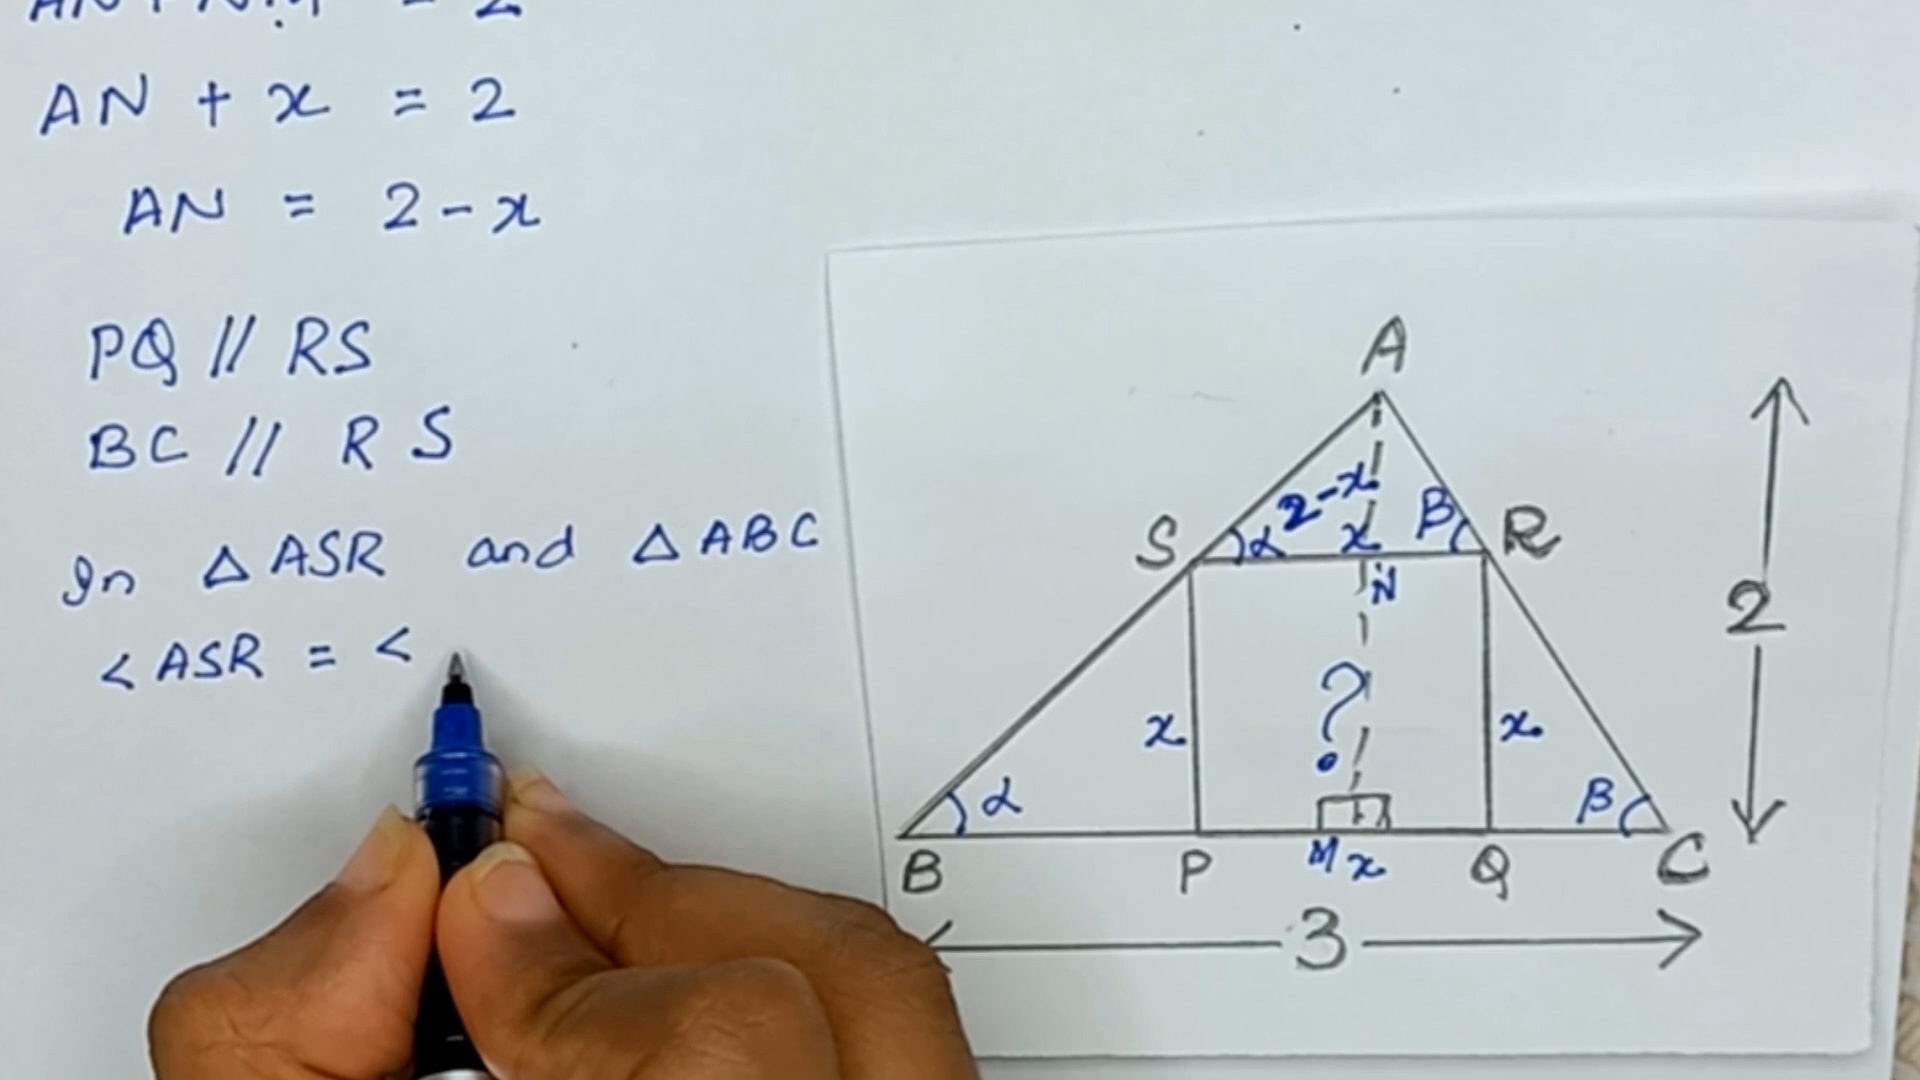 AN + x = 2
AN = 2 - x
PQ // RS
BC // RS
In △ ASR and △ ABC
< ASR = <
A
2-x
S
α
x
β
R
N
2
?
x
x
α
β
B
P
M
x
Q
C
3